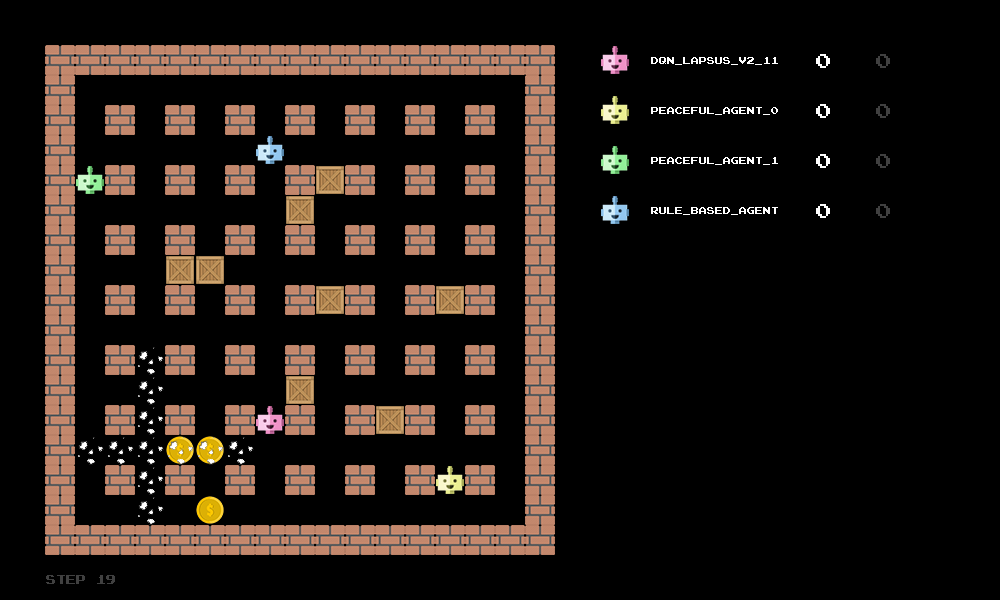 DQN_LAPSUS_V2_11 0 0
PEACEFUL_AGENT_0 0 0
PEACEFUL_AGENT_1 0 0
RULE_BASED_AGENT 0 0
STEP 19